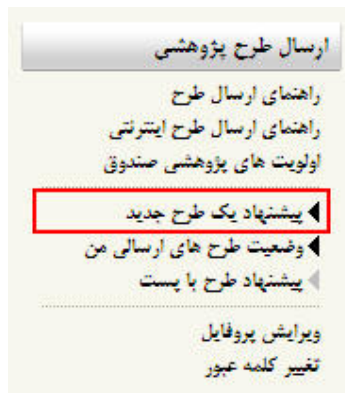 ارسال طرح پژوهشی
راهنمای ارسال طرح
راهنمای ارسال طرح اینترنتی
اولویت های پژوهشی صندوق
پیشنهاد یک طرح جدید
وضعیت طرح های ارسالی من
پیشنهاد طرح با پست
ویرایش پروفایل
تغییر کلمه عبور